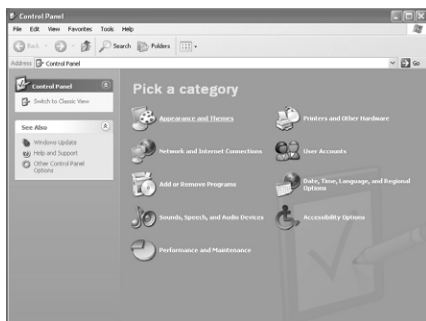 Control Panel
File Edit View Favorites Tools Help
Back Search Folders
Address Control Panel Go
Control Panel
Switch to Classic View
See Also
Windows Update
Help and Support
Other Control Panel
Options
Pick a category
Appearance and Themes
Printers and Other Hardware
Network and Internet Connections
User Accounts
Add or Remove Programs
Date, Time, Language, and Regional
Options
Sounds, Speech, and Audio Devices
Accessibility Options
Performance and Maintenance